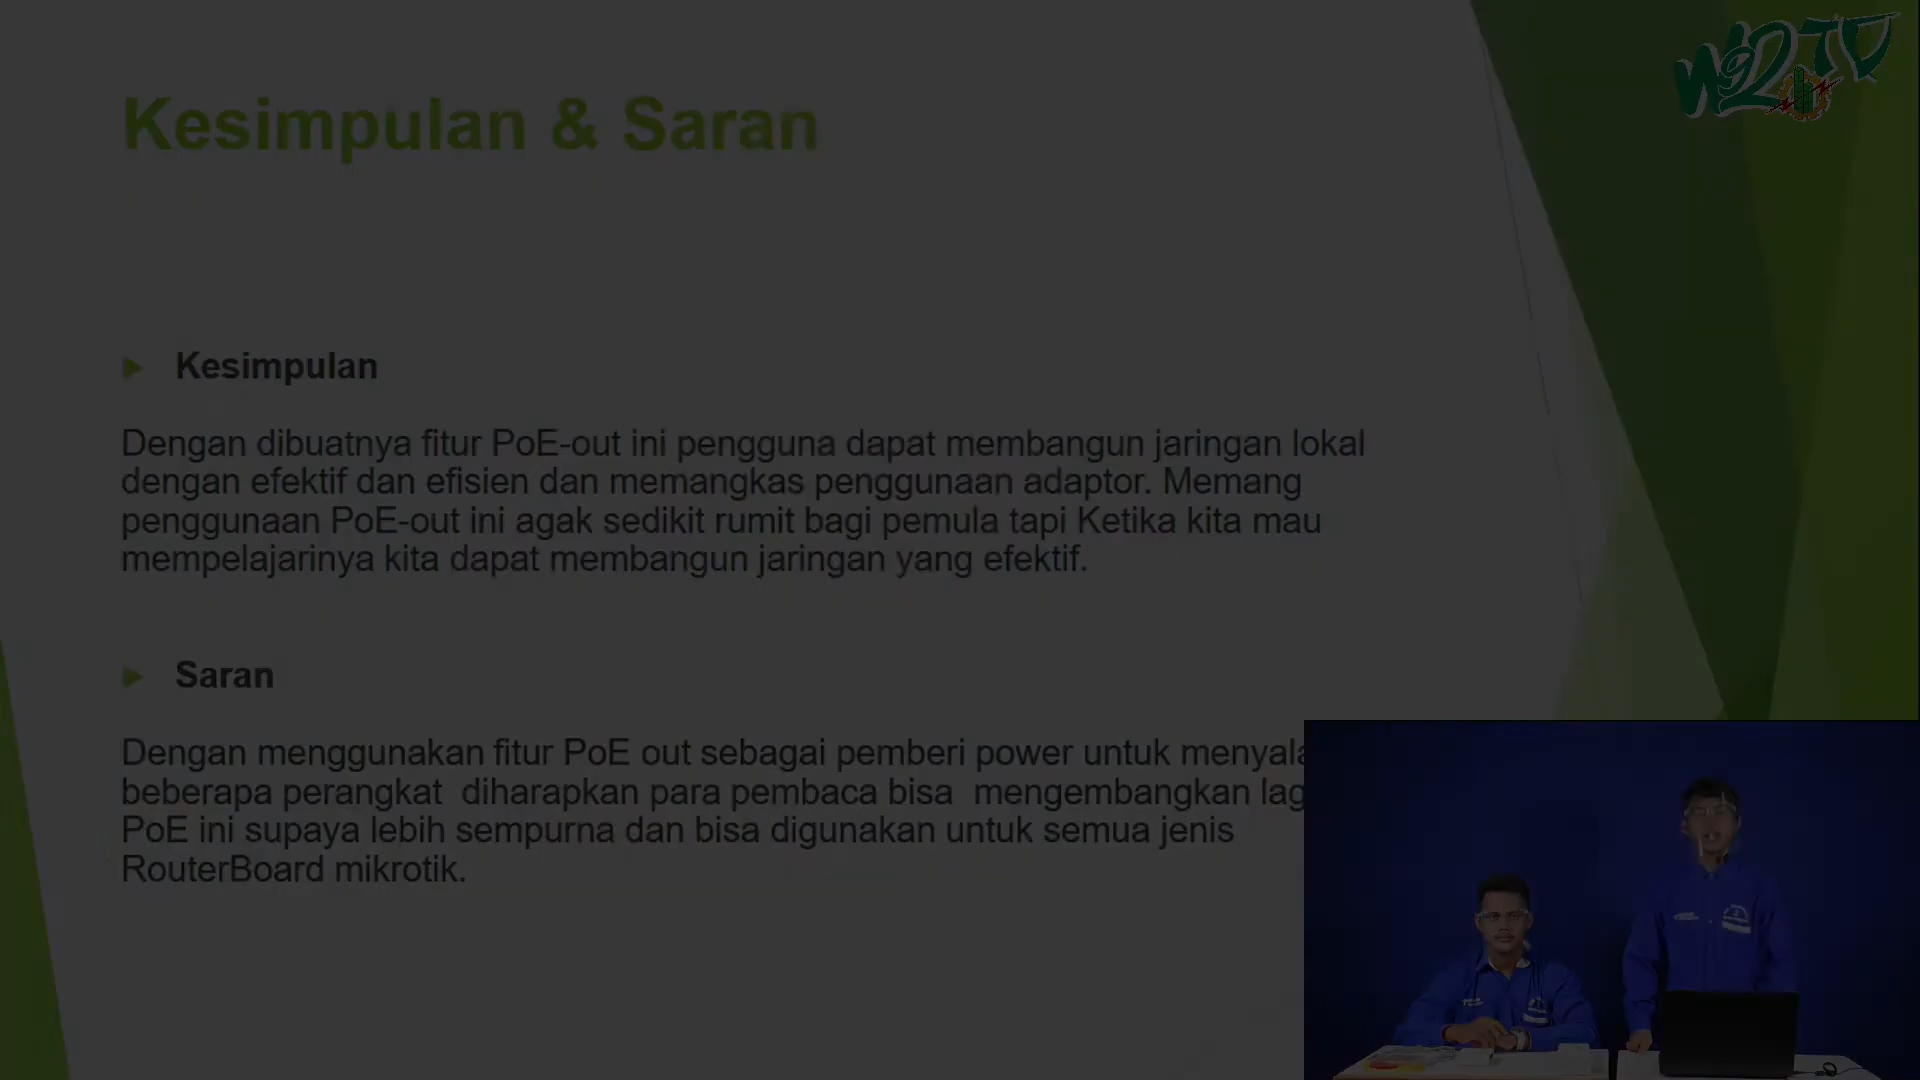 W2TV
Kesimpulan & Saran
Kesimpulan
Dengan dibuatnya fitur PoE-out ini pengguna dapat membangun jaringan lokal
dengan efektif dan efisien dan memangkas penggunaan adaptor. Memang
penggunaan PoE-out ini agak sedikit rumit bagi pemula tapi Ketika kita mau
mempelajarinya kita dapat membangun jaringan yang efektif.
Saran
Dengan menggunakan fitur PoE out sebagai pemberi power untuk
beberapa perangkat diharapkan para pembaca bisa mengembangkan
PoE ini supaya lebih sempurna dan bisa digunakan untuk semua jenis
RouterBoard mikrotik.